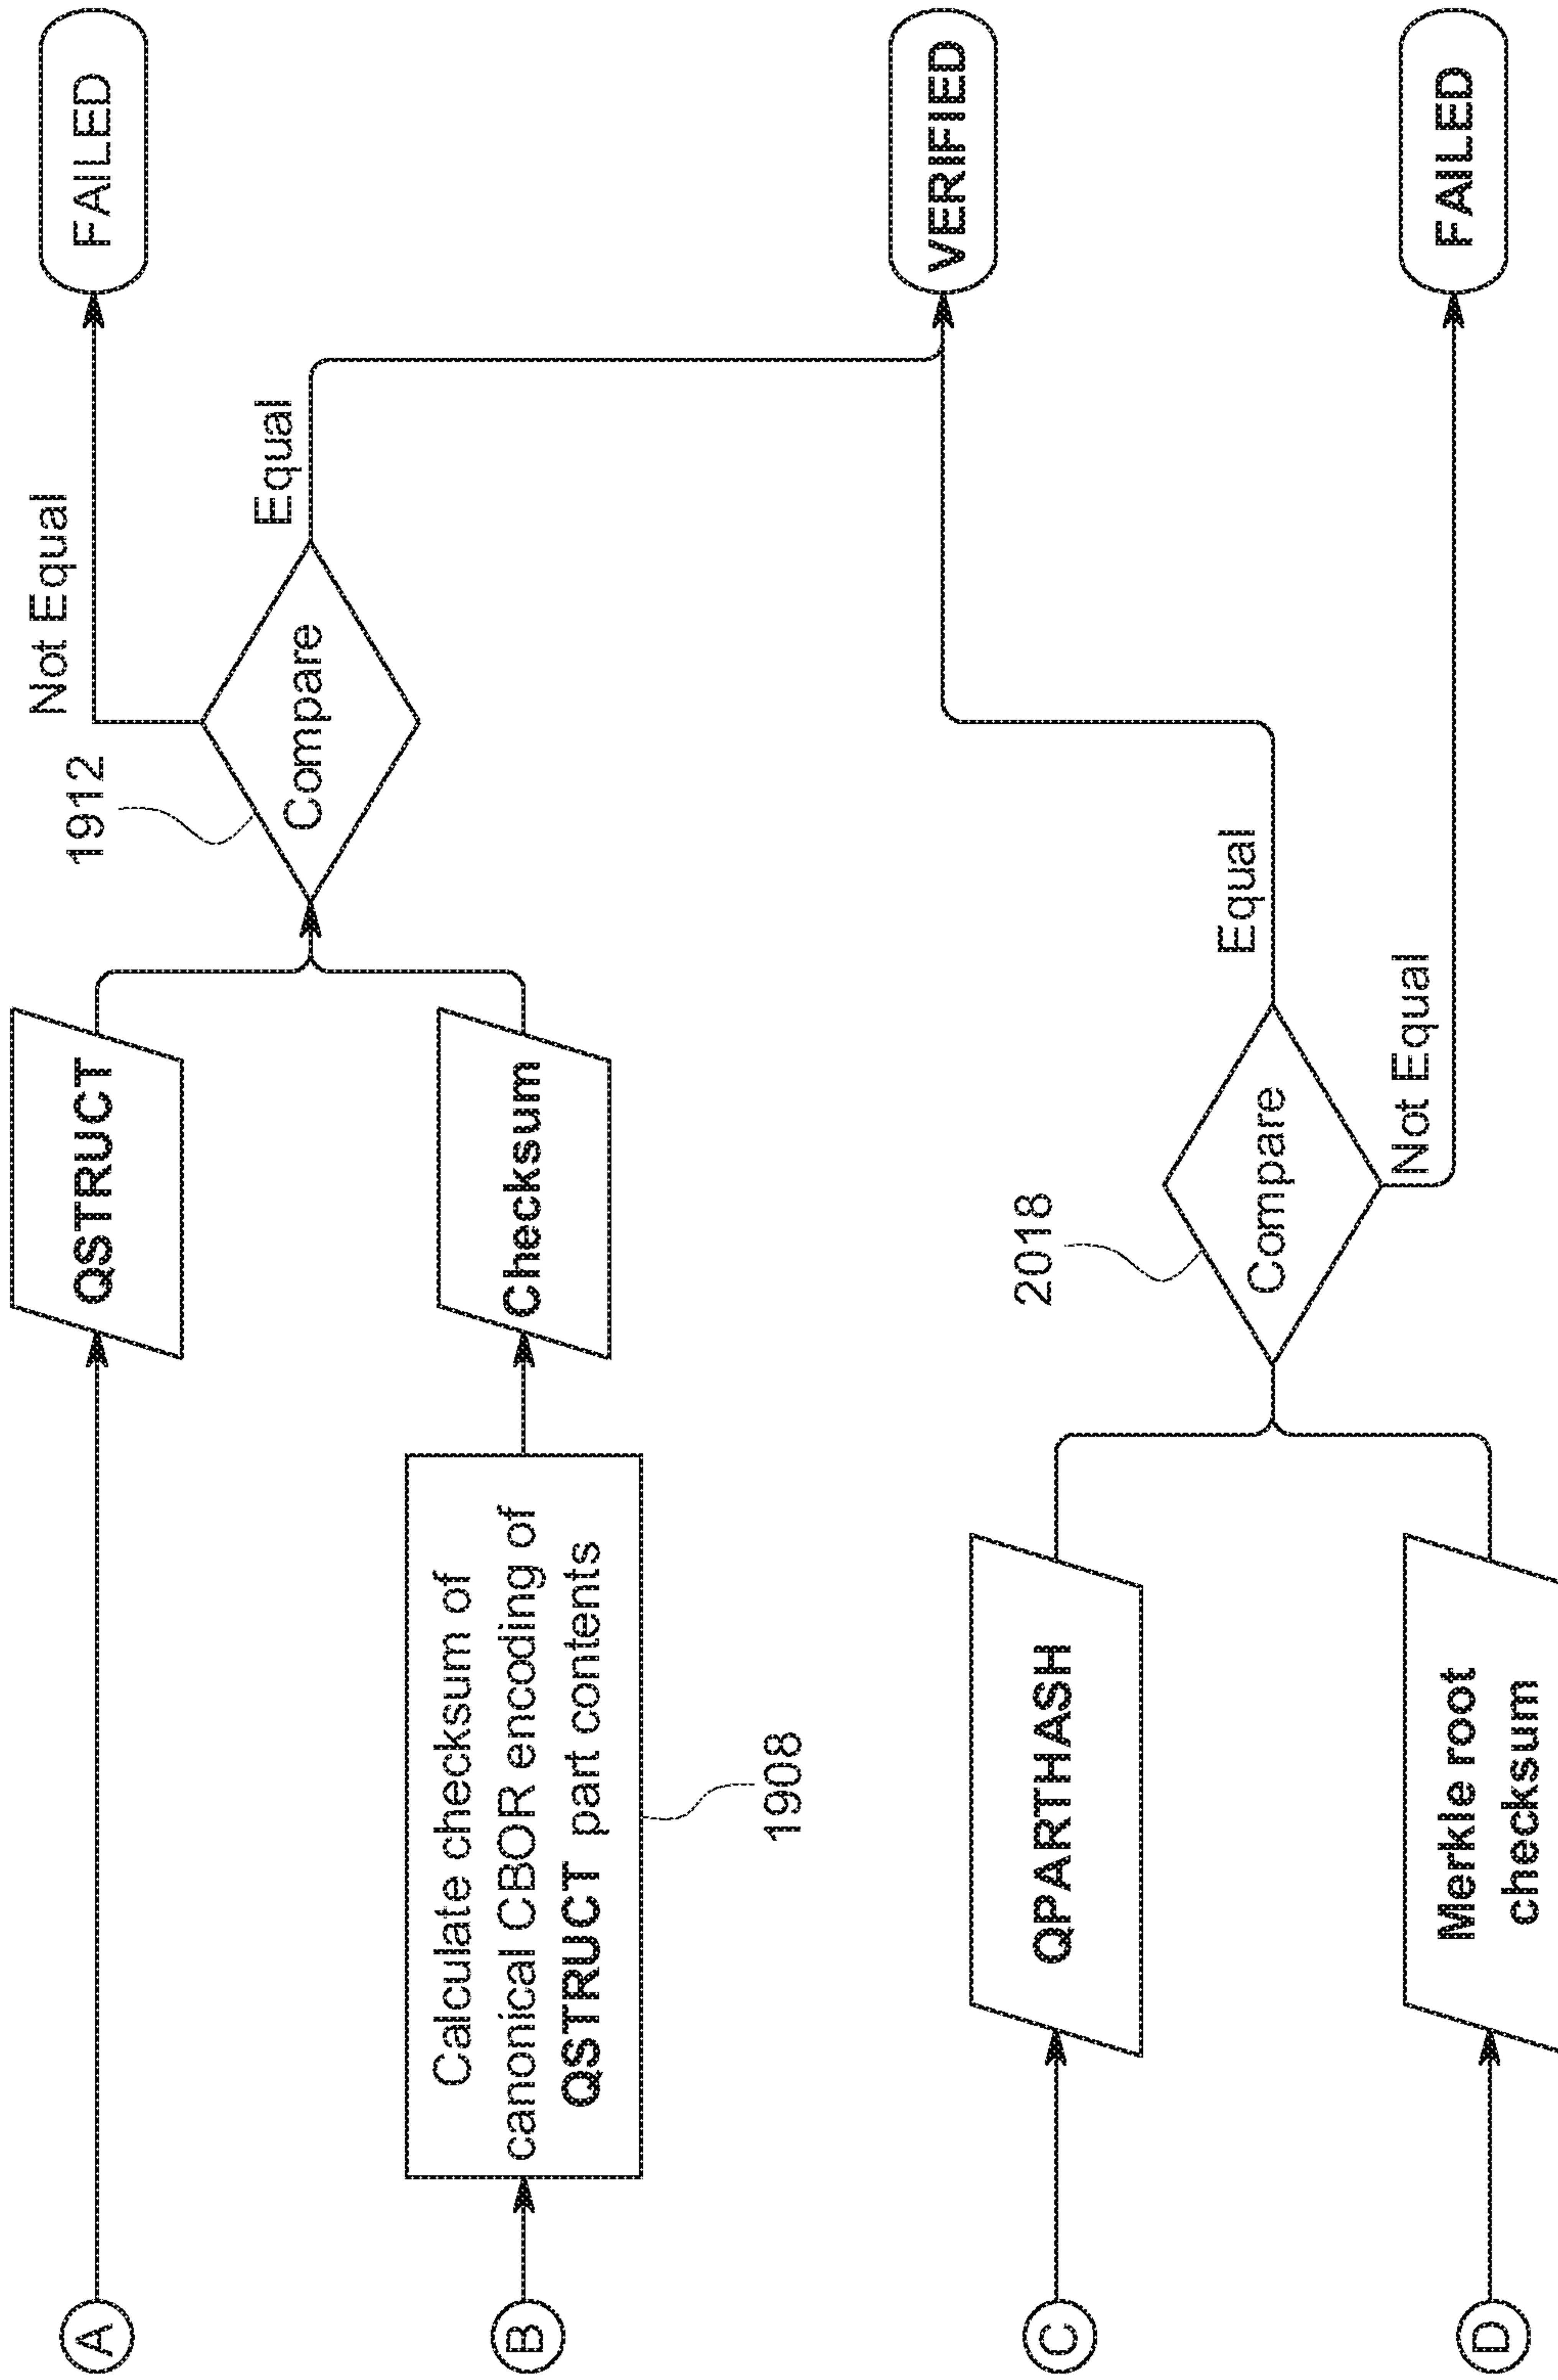 A
QSTRUCT
1912
Not Equal
FAILED
B
Calculate checksum of
canonical CBOR encoding of
QSTRUCT part contents
1908
Checksum
Compare
Equal
VERIFIED
C
QPARTHASH
2018
Compare
Equal
Not Equal
FAILED
D
Merkle root
checksum